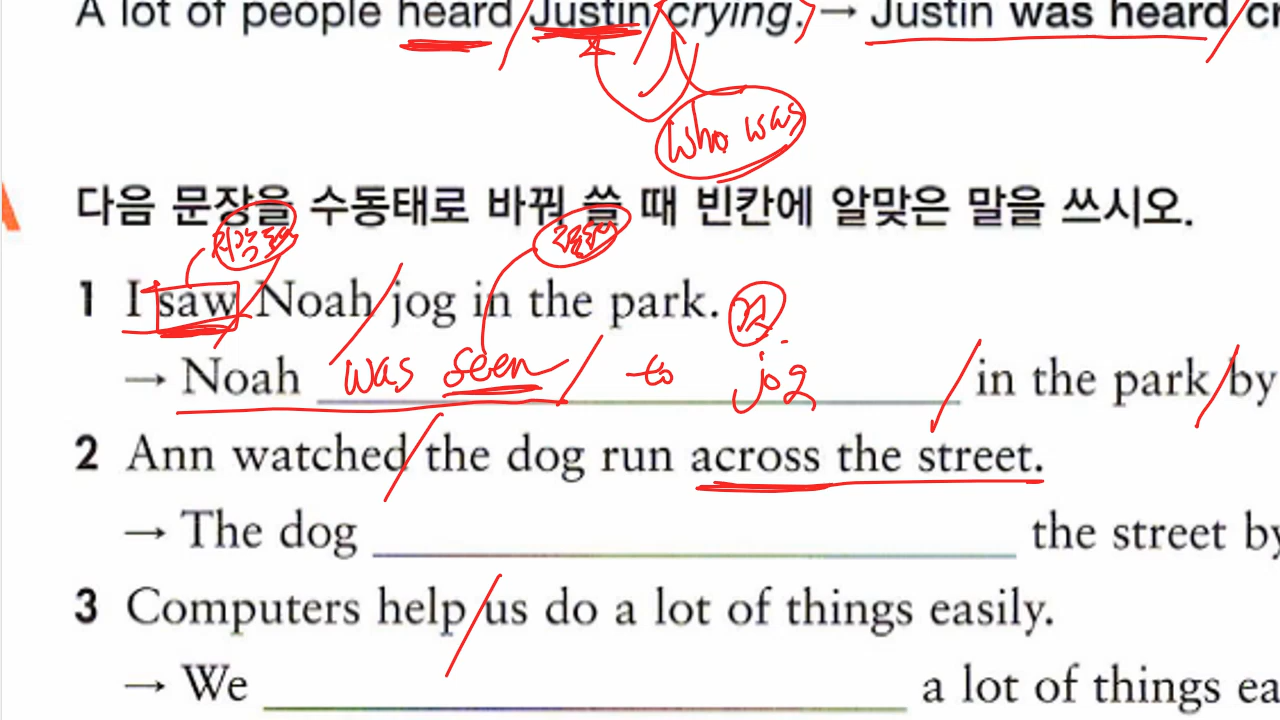 A lot of people heard Justin crying. → Justin was heard
who was
다음 문장을 수동태로 바꿔 쓸 때 빈칸에 알맞은 말을 쓰시오.
1 I saw Noah jog in the park.
→ Noah was seen to jog in the park by
2 Ann watched the dog run across the street.
→ The dog the street by
3 Computers help us do a lot of things easily.
→ We a lot of things